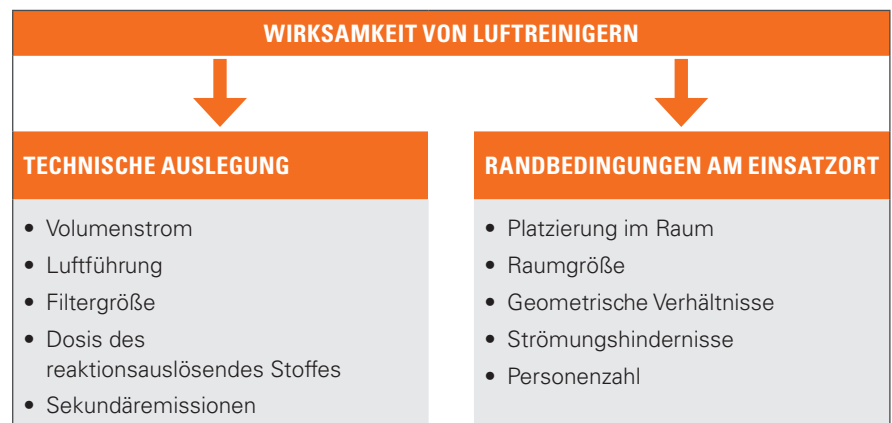 WIRKSAMKEIT VON LUFTREINIGERN
TECHNISCHE AUSLEGUNG
• Volumenstrom
• Luftführung
• Filtergröße
• Dosis des
reaktionsauslösendes Stoffes
• Sekundäremissionen
RANDBEDINGUNGEN AM EINSATZORT
• Platzierung im Raum
• Raumgröße
• Geometrische Verhältnisse
• Strömungshindernisse
• Personenzahl